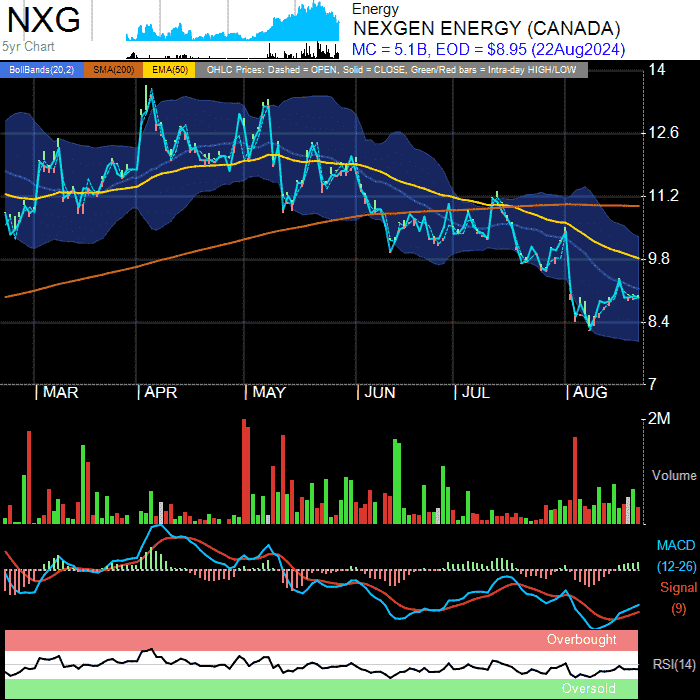 NXG
5yr Chart
Energy
NEXGEN ENERGY (CANADA)
MC = 5.1B, EOD = $8.95 (22Aug2024)
BollBands(20,2) SMA(200) EMA(50) OHLC Prices: Dashed = OPEN, Solid = CLOSE, Green/Red bars = Intra-day HIGH/LOW
14
12.6
11.2
9.8
8.4
7
MAR APR MAY JUN JUL AUG
2M
Volume
MACD
(12-26)
Signal
(9)
Overbought
RSI(14)
Oversold